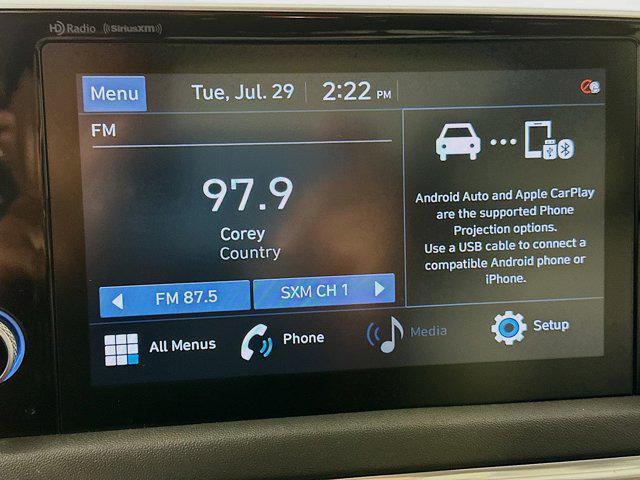 HD Radio ((SiriusXM))
Menu Tue, Jul. 29 2:22 PM
FM
97.9
Corey
Country
FM 87.5 SXM CH 1
Android Auto and Apple CarPlay
are the supported Phone
Projection options.
Use a USB cable to connect a
compatible Android phone or
iPhone.
All Menus Phone Media Setup